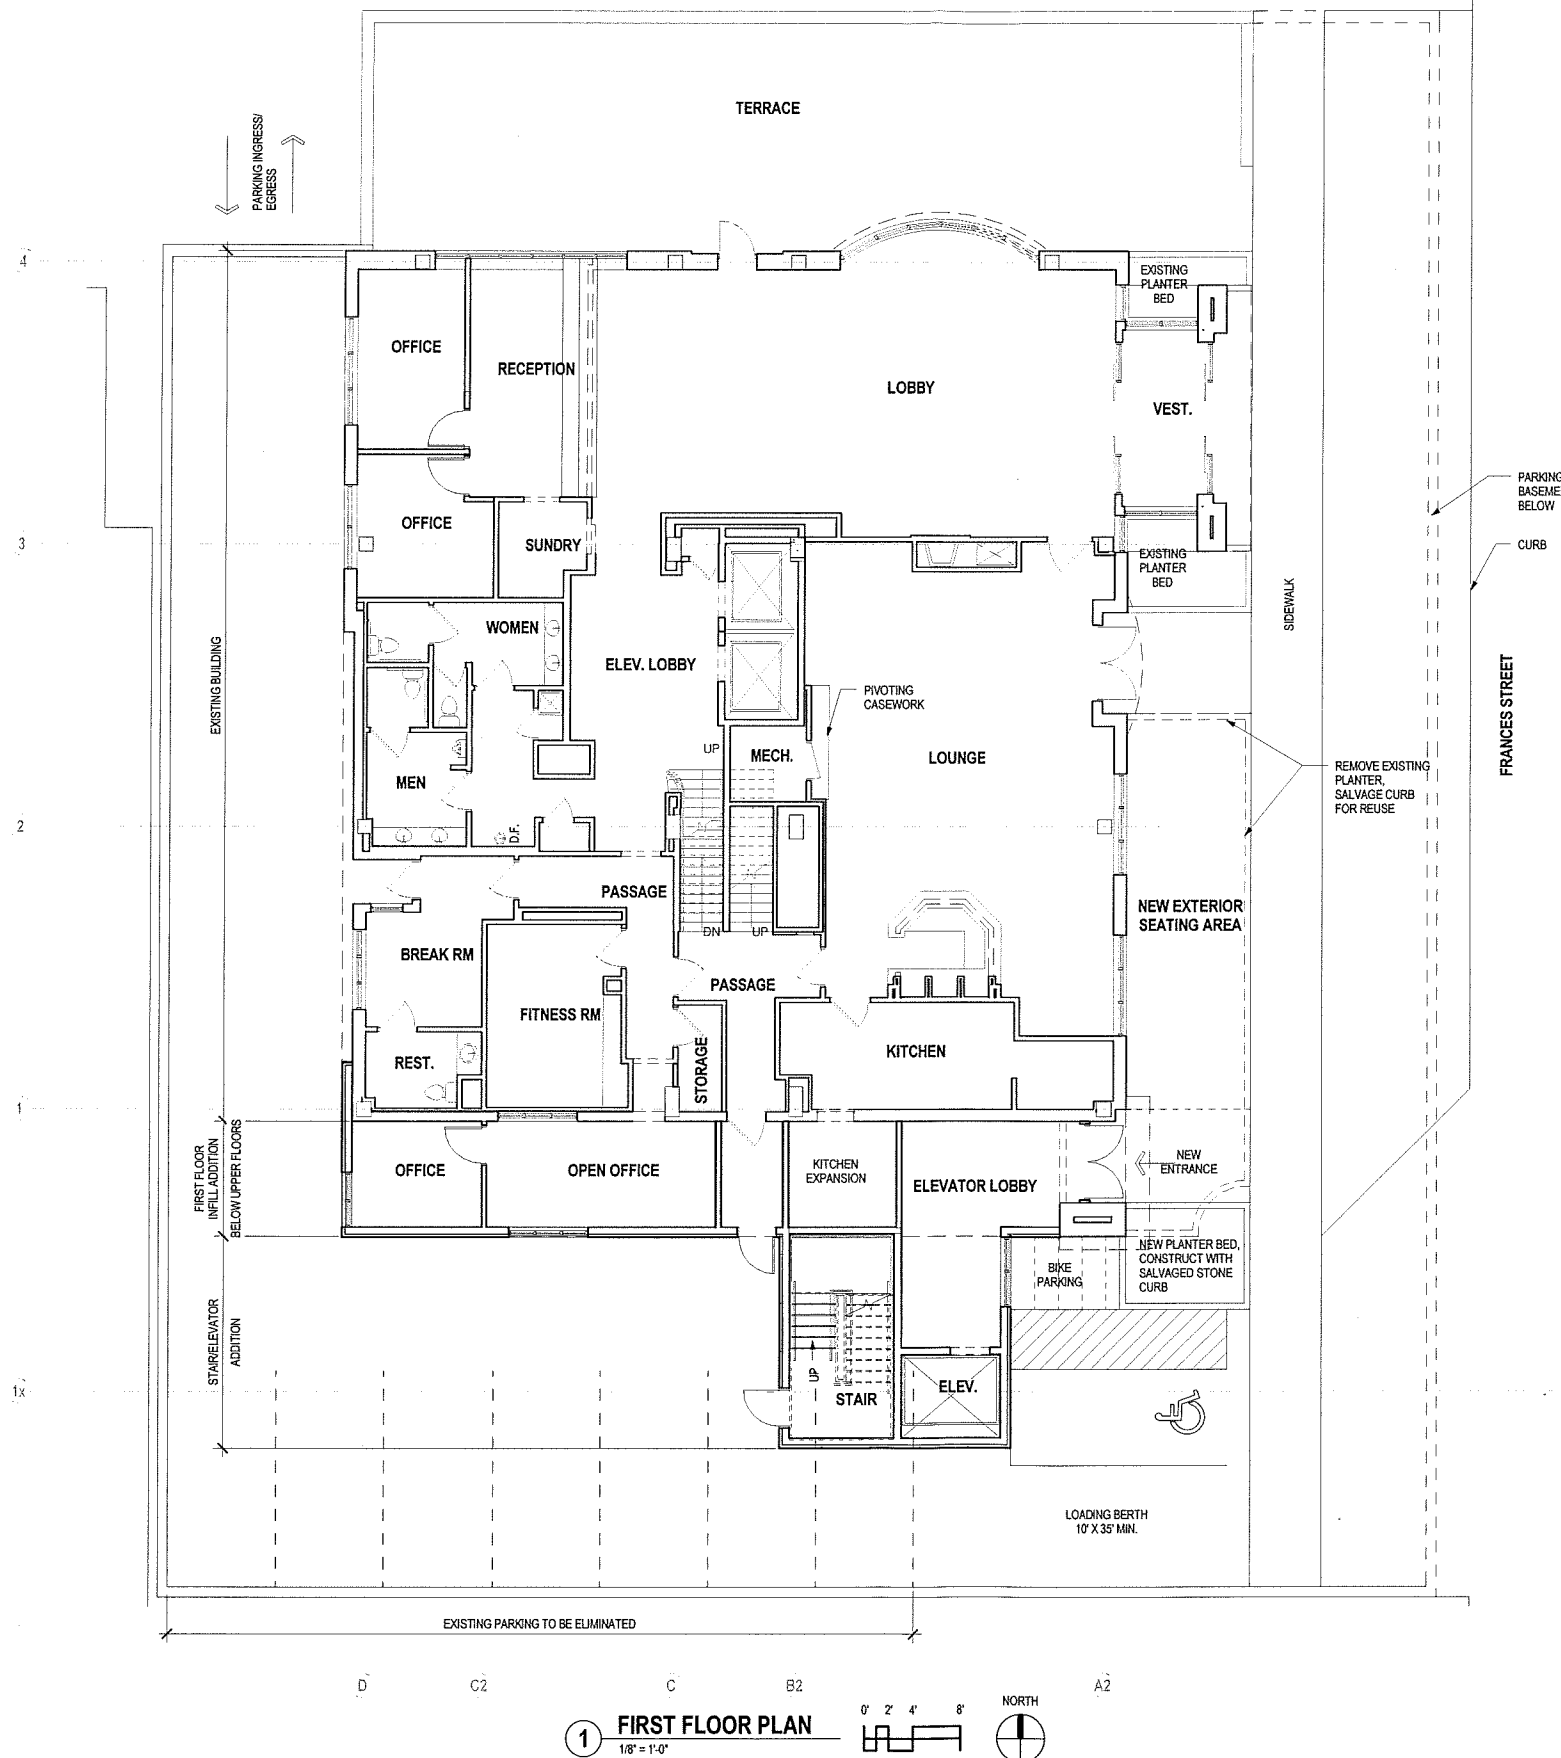 TERRACE
PARKING INGRESS/
EGRESS
4
EXISTING
PLANTER
BED
OFFICE
RECEPTION
LOBBY
VEST.
PARKING
BELOW
OFFICE
SUNDRY
3
EXISTING
PLANTER
BED
CURB
SIDEWALK
WOMEN
EXISTING BUILDING
ELEV. LOBBY
FRANCES STREET
PIVOTING
CASEWORK
UP
MECH.
LOUNGE
MEN
REMOVE EXISTING
PLANTER,
SALVAGE CURB
FOR REUSE
2
D.F.
PASSAGE
NEW EXTERIOR
SEATING AREA
DN
UP
BREAK RM
PASSAGE
FITNESS RM
KITCHEN
REST.
STORAGE
1
FIRST FLOOR
INFILL ADDITION
BELOW UPPER FLOORS
OFFICE
OPEN OFFICE
KITCHEN
EXPANSION
ELEVATOR LOBBY
NEW
ENTRANCE
NEW PLANTER BED,
CONSTRUCT WITH
SALVAGED STONE
CURB
BIKE
PARKING
STAIR/ELEVATOR
ADDITION
UP
STAIR
ELEV.
1x
LOADING BERTH
10' X 35' MIN.
EXISTING PARKING TO BE ELIMINATED
D
C2
C
B2
A2
1
FIRST FLOOR PLAN
1/8" = 1'-0"
0' 2' 4' 8'
NORTH